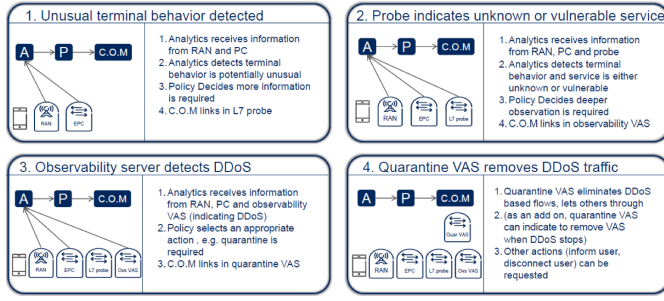 1. Unusual terminal behavior detected
A
P
C.O.M
RAN
EPC
1. Analytics receives information
from RAN and PC
2. Analytics detects terminal
behavior is potentially unusual
3. Policy Decides more information
is required
4. C.O.M links in L7 probe
2. Probe indicates unknown or vulnerable service
A
P
C.O.M
RAN
EPC
L7 probe
1. Analytics receives information
from RAN, PC and probe
2. Analytics detects terminal
behavior and service is either
unknown or vulnerable
3. Policy Decides deeper
observation is required
4. C.O.M links in observability VAS
3. Observability server detects DDoS
A
P
C.O.M
RAN
EPC
L7 probe
Ovs VAS
1. Analytics receives information
from RAN, PC and observability
VAS (indicating DDoS)
2. Policy selects an appropriate
action , e.g. quarantine is
required
3. C.O.M links in quarantine VAS
4. Quarantine VAS removes DDoS traffic
A
P
C.O.M
Quar VAS
RAN
EPC
L7 probe
Ovs VAS
1. Quarantine VAS eliminates DDoS
based flows, lets others through
2. (as an add on, quarantine VAS
can indicate to remove VAS
when DDoS stops)
3. Other actions (inform user,
disconnect user) can be
requested